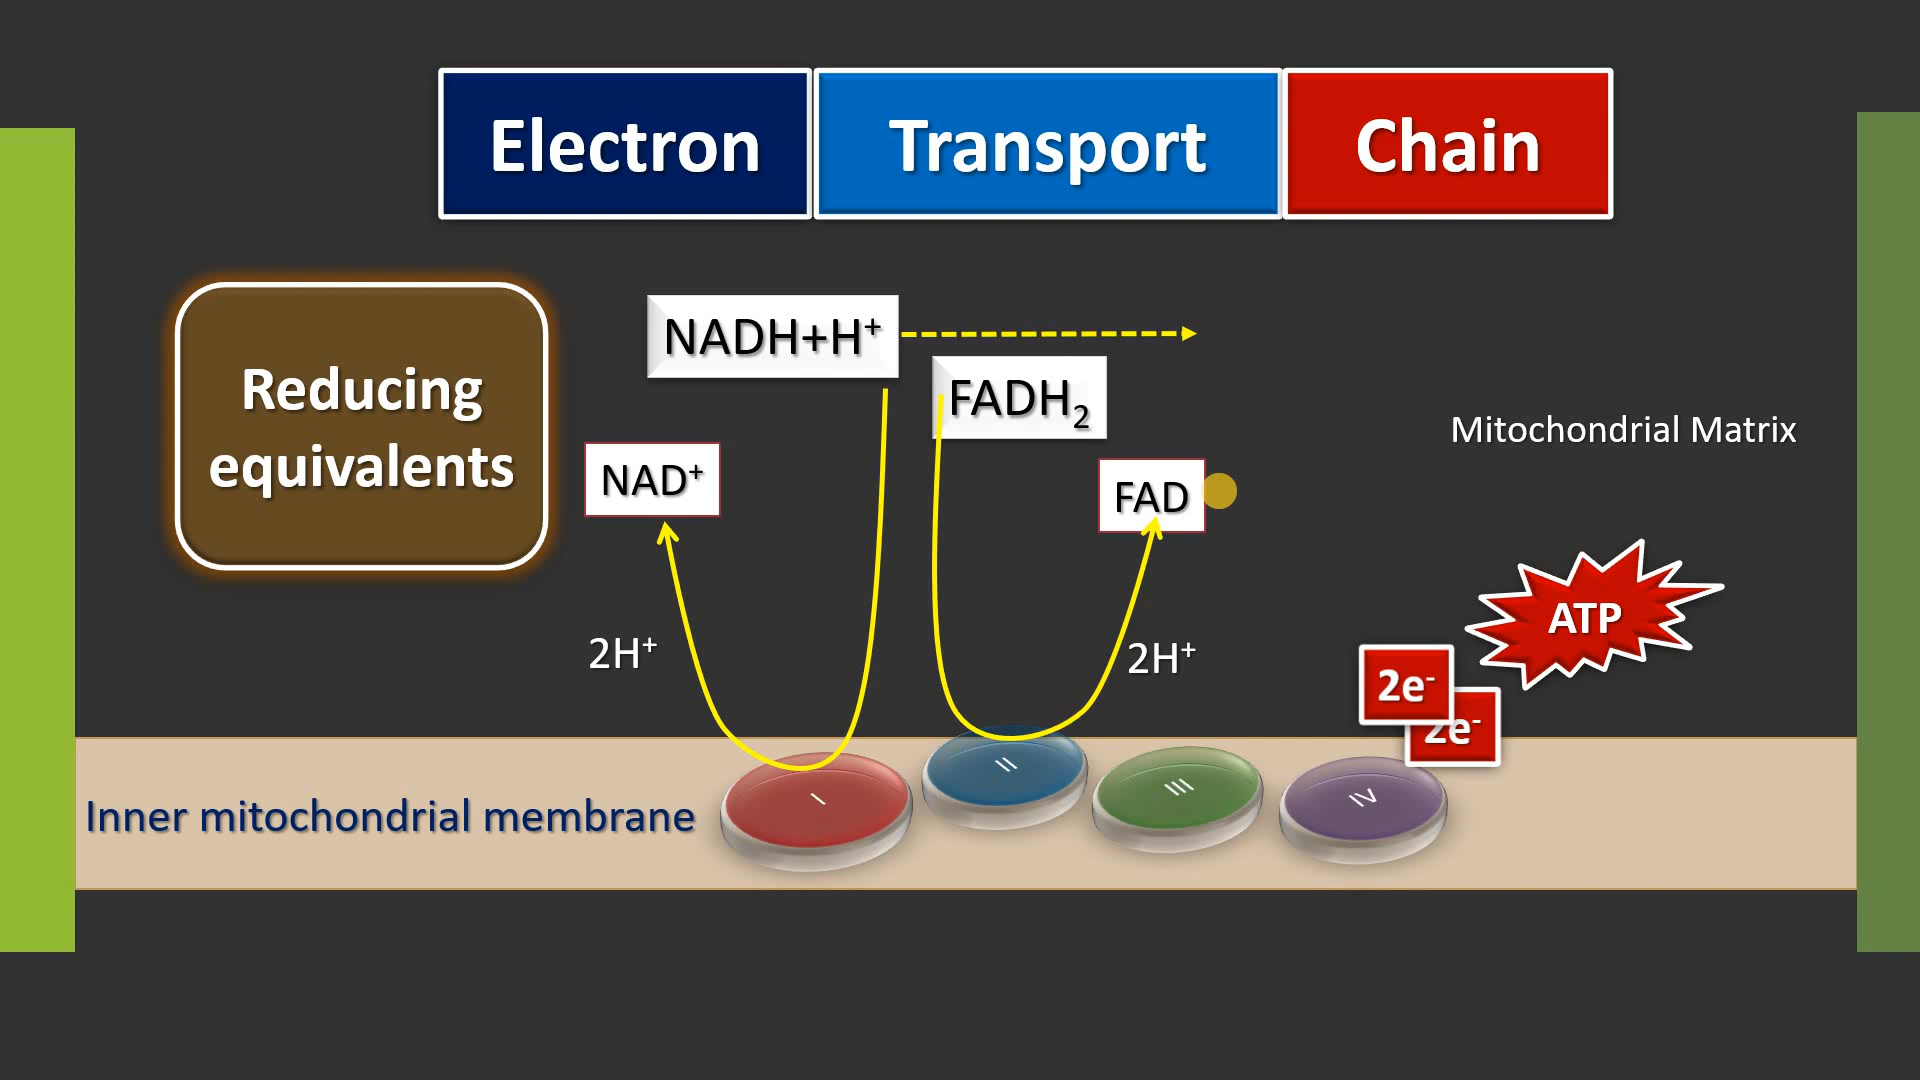 Electron Transport Chain
Reducing
equivalents
NADH+H⁺
FADH₂
NAD⁺
FAD
Mitochondrial Matrix
2H⁺
2H⁺
ATP
2e⁻
2e⁻
Inner mitochondrial membrane
I
II
III
IV